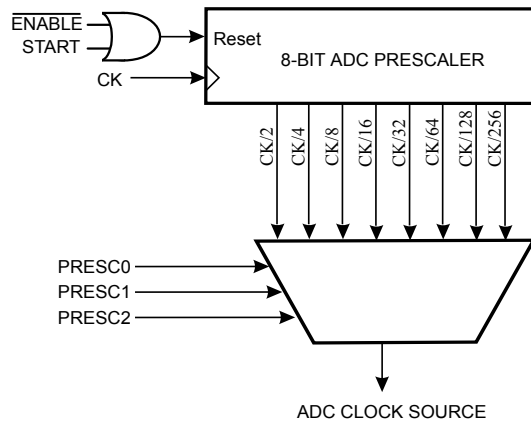 ENABLE
START
CK
Reset
8-BIT ADC PRESCALER
CK/2
CK/4
CK/8
CK/16
CK/32
CK/64
CK/128
CK/256
PRESC0
PRESC1
PRESC2
ADC CLOCK SOURCE